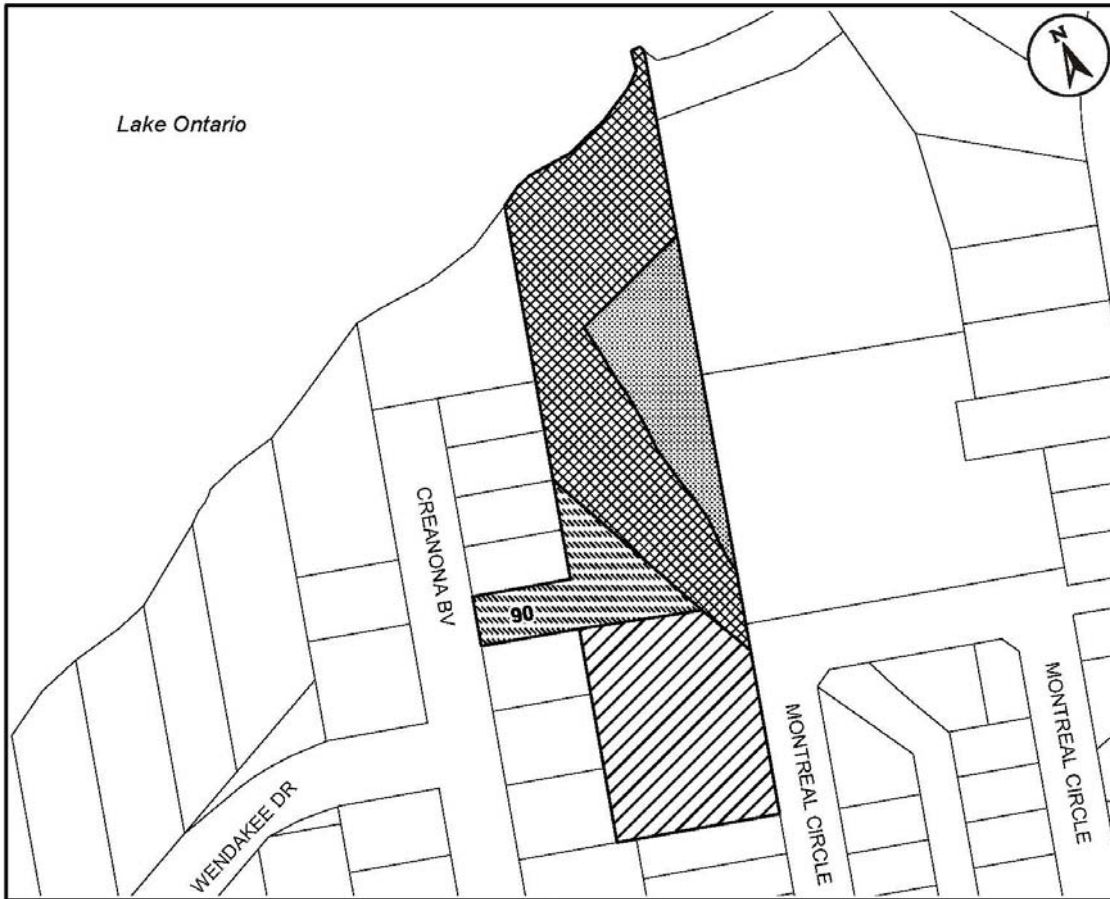 N
Lake Ontario
CREANONA BV
90
WENDAKEE DR
MONTREAL CIRCLE
MONTREAL CIRCLE